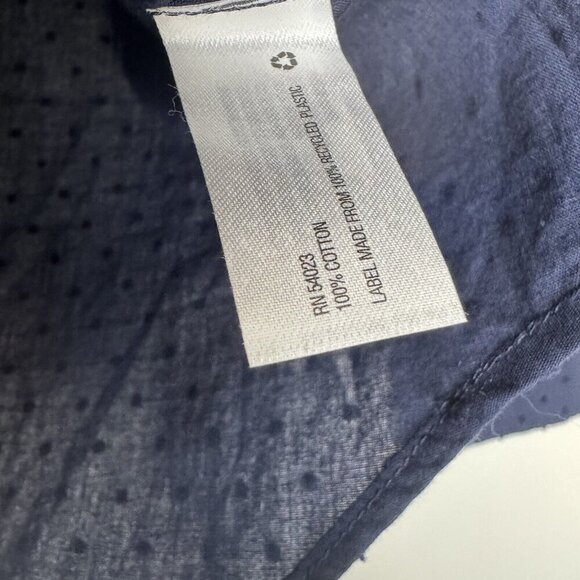 RN 54023
100% COTTON
LABEL MADE FROM 100% RECYCLED PLASTIC